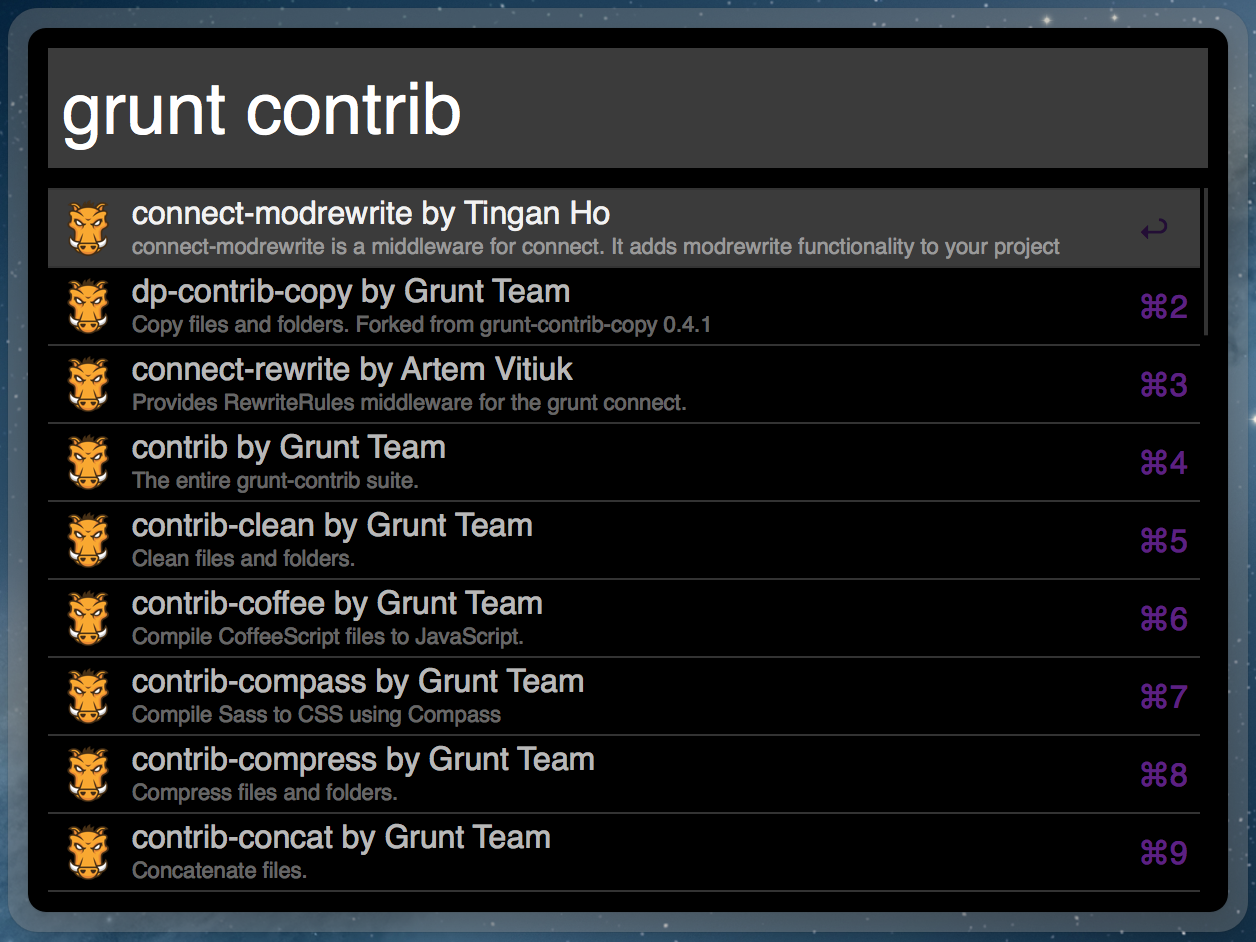 grunt contrib
connect-modrewrite by Tingan Ho
connect-modrewrite is a middleware for connect. It adds modrewrite functionality to your project
dp-contrib-copy by Grunt Team
Copy files and folders. Forked from grunt-contrib-copy 0.4.1
⌘2
connect-rewrite by Artem Vitiuk
Provides RewriteRules middleware for the grunt connect.
⌘3
contrib by Grunt Team
The entire grunt-contrib suite.
⌘4
contrib-clean by Grunt Team
Clean files and folders.
⌘5
contrib-coffee by Grunt Team
Compile CoffeeScript files to JavaScript.
⌘6
contrib-compass by Grunt Team
Compile Sass to CSS using Compass
⌘7
contrib-compress by Grunt Team
Compress files and folders.
⌘8
contrib-concat by Grunt Team
Concatenate files.
⌘9